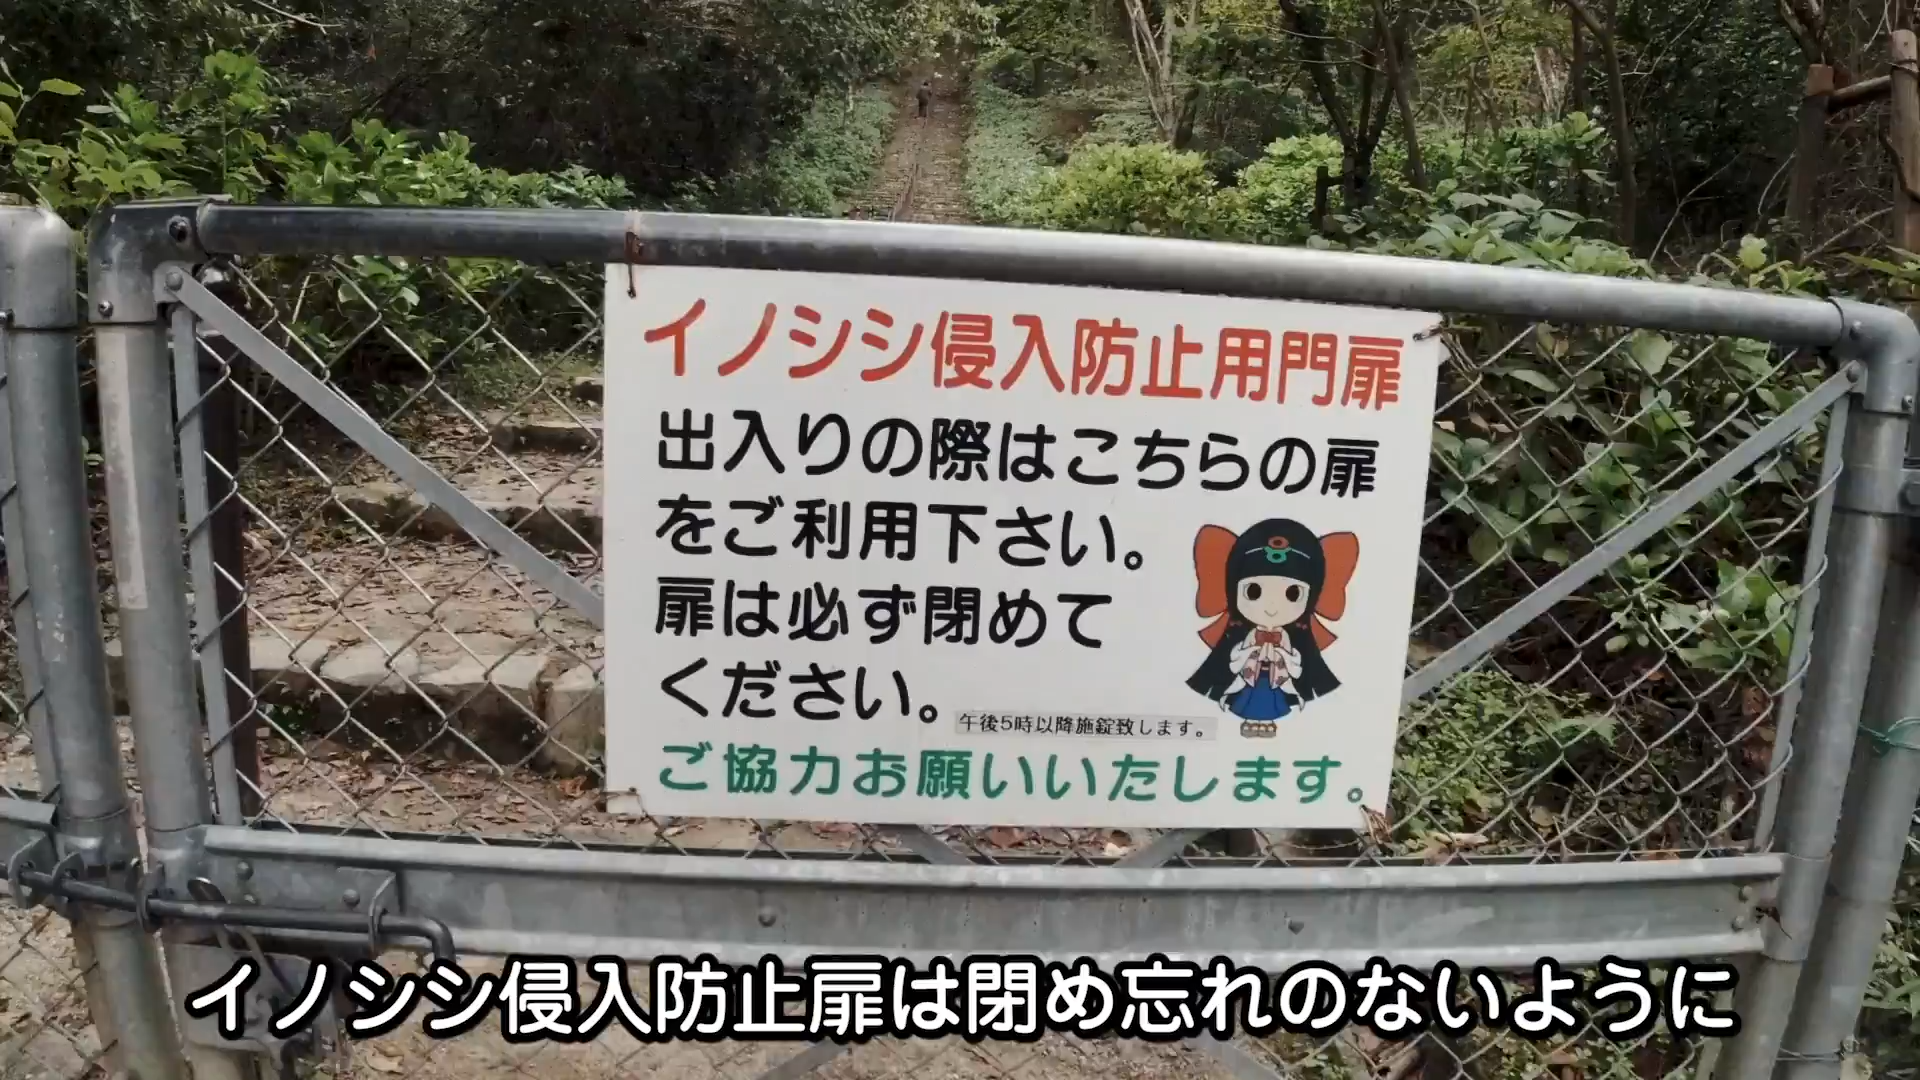 イノシシ侵入防止用門扉
出入りの際はこちらの扉
をご利用下さい。
扉は必ず閉めて
ください。
午後5時以降施錠致します。
ご協力お願いいたします。
イノシシ侵入防止扉は閉め忘れのないように